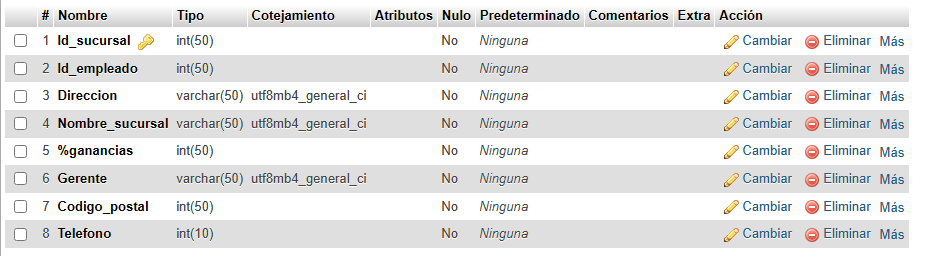 # Nombre Tipo Cotejamiento Atributos Nulo Predeterminado Comentarios Extra Acción
1 Id_sucursal int(50) No Ninguna Cambiar Eliminar Más
2 Id_empleado int(50) No Ninguna Cambiar Eliminar Más
3 Direccion varchar(50) utf8mb4_general_ci No Ninguna Cambiar Eliminar Más
4 Nombre_sucursal varchar(50) utf8mb4_general_ci No Ninguna Cambiar Eliminar Más
5 %ganancias int(50) No Ninguna Cambiar Eliminar Más
6 Gerente varchar(50) utf8mb4_general_ci No Ninguna Cambiar Eliminar Más
7 Codigo_postal int(50) No Ninguna Cambiar Eliminar Más
8 Telefono int(10) No Ninguna Cambiar Eliminar Más